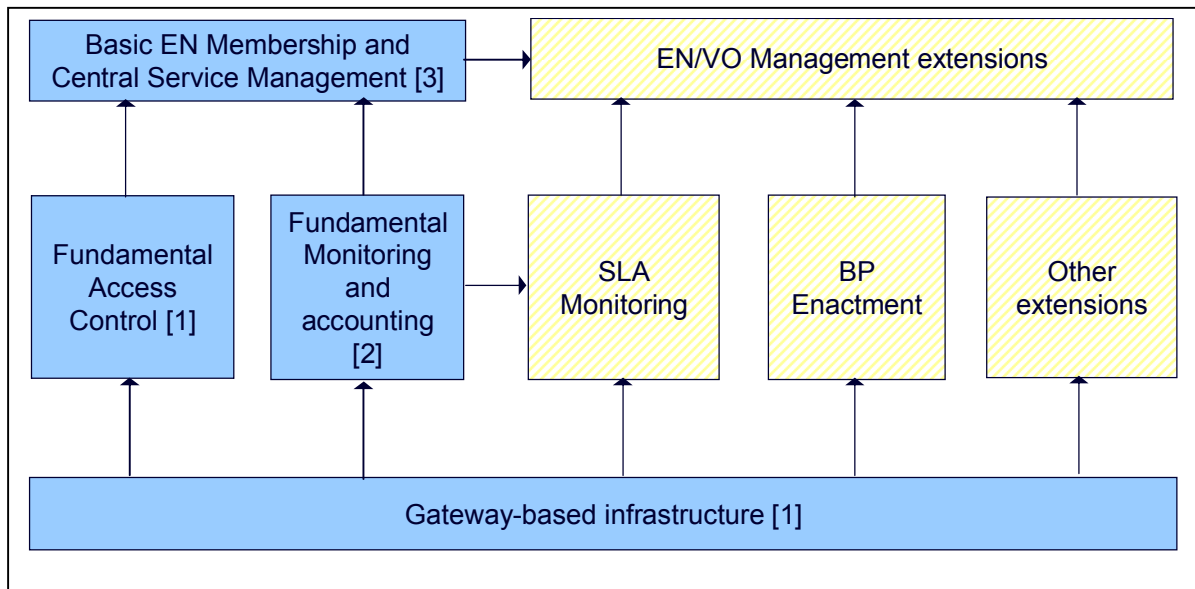 Basic EN Membership and
Central Service Management [3]
EN/VO Management extensions
Fundamental
Access
Control [1]
Fundamental
Monitoring
and
accounting
[2]
SLA
Monitoring
BP
Enactment
Other
extensions
Gateway-based infrastructure [1]